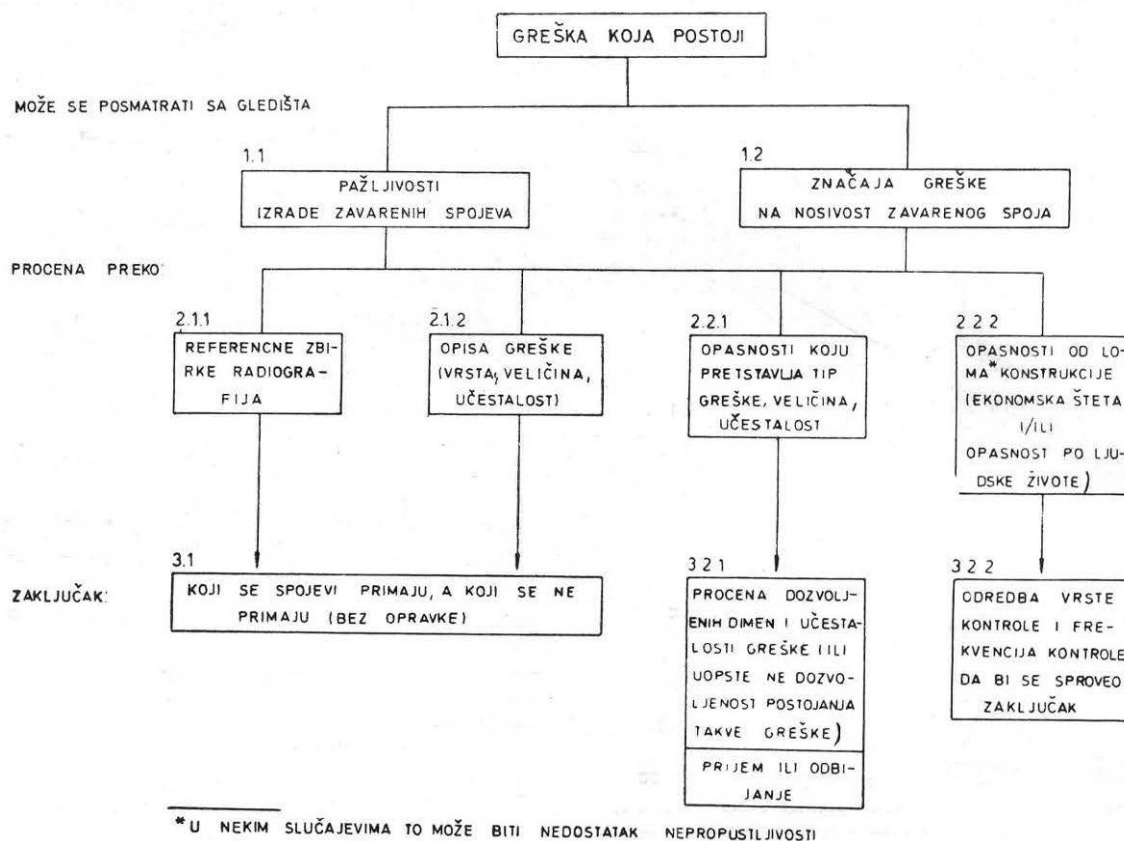 GREŠKA KOJA POSTOJI
MOŽE SE POSMATRATI SA GLEDIŠTA
1.1
PAŽLJIVOSTI
IZRADE ZAVARENIH SPOJEVA
1.2
ZNAČAJA GREŠKE
NA NOSIVOST ZAVARENOG SPOJA
PROCENA PREKO:
2.1.1
REFERENCNE ZBI-
RKE RADIOGRA-
FIJA
2.1.2
OPISA GREŠKE
(VRSTA, VELIČINA,
UČESTALOST)
2.2.1
OPASNOSTI KOJU
PRETSTAVLJA TIP
GREŠKE, VELIČINA,
UČESTALOST
2 2 2
OPASNOSTI OD LO-
MA* KONSTRUKCIJE
(EKONOMSKA ŠTETA
I/ILI
OPASNOST PO LJU-
DSKE ŽIVOTE)
ZAKLJUČAK:
3.1
KOJI SE SPOJEVI PRIMAJU, A KOJI SE NE
PRIMAJU (BEZ OPRAVKE)
3 2 1
PROCENA DOZVOLJ-
ENIH DIMEN I UČESTA-
LOSTI GREŠKE (ILI
UOPSTE NE DOZVO-
LJENOST POSTOJANJA
TAKVE GREŠKE)
PRIJEM ILI ODBI-
JANJE
3 2 2
ODREDBA VRSTE
KONTROLE I FRE-
KVENCIJA KONTROLE
DA BI SE SPROVEO
ZAKLJUČAK
* U NEKIM SLUČAJEVIMA TO MOŽE BITI NEDOSTATAK NEPROPUSTLJIVOSTI